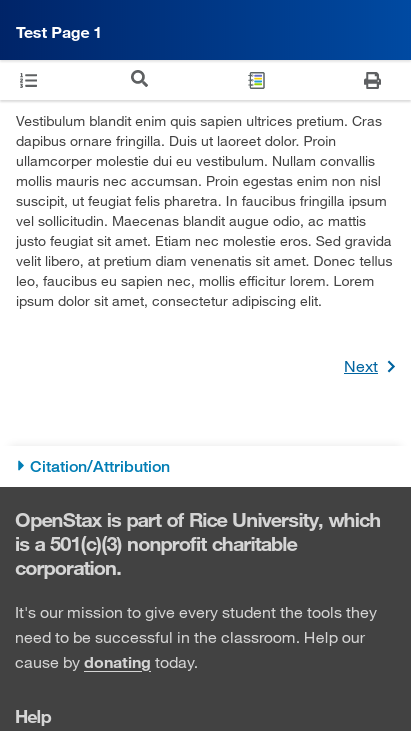 Test Page 1
Vestibulum blandit enim quis sapien ultrices pretium. Cras
dapibus ornare fringilla. Duis ut laoreet dolor. Proin
ullamcorper molestie dui eu vestibulum. Nullam convallis
mollis mauris nec accumsan. Proin egestas enim non nisl
suscipit, ut feugiat felis pharetra. In faucibus fringilla ipsum
vel sollicitudin. Maecenas blandit augue odio, ac mattis
justo feugiat sit amet. Etiam nec molestie eros. Sed gravida
velit libero, at pretium diam venenatis sit amet. Donec tellus
leo, faucibus eu sapien nec, mollis efficitur lorem. Lorem
ipsum dolor sit amet, consectetur adipiscing elit.
Next
Citation/Attribution
OpenStax is part of Rice University, which
is a 501(c)(3) nonprofit charitable
corporation.
It's our mission to give every student the tools they
need to be successful in the classroom. Help our
cause by donating today.
Help